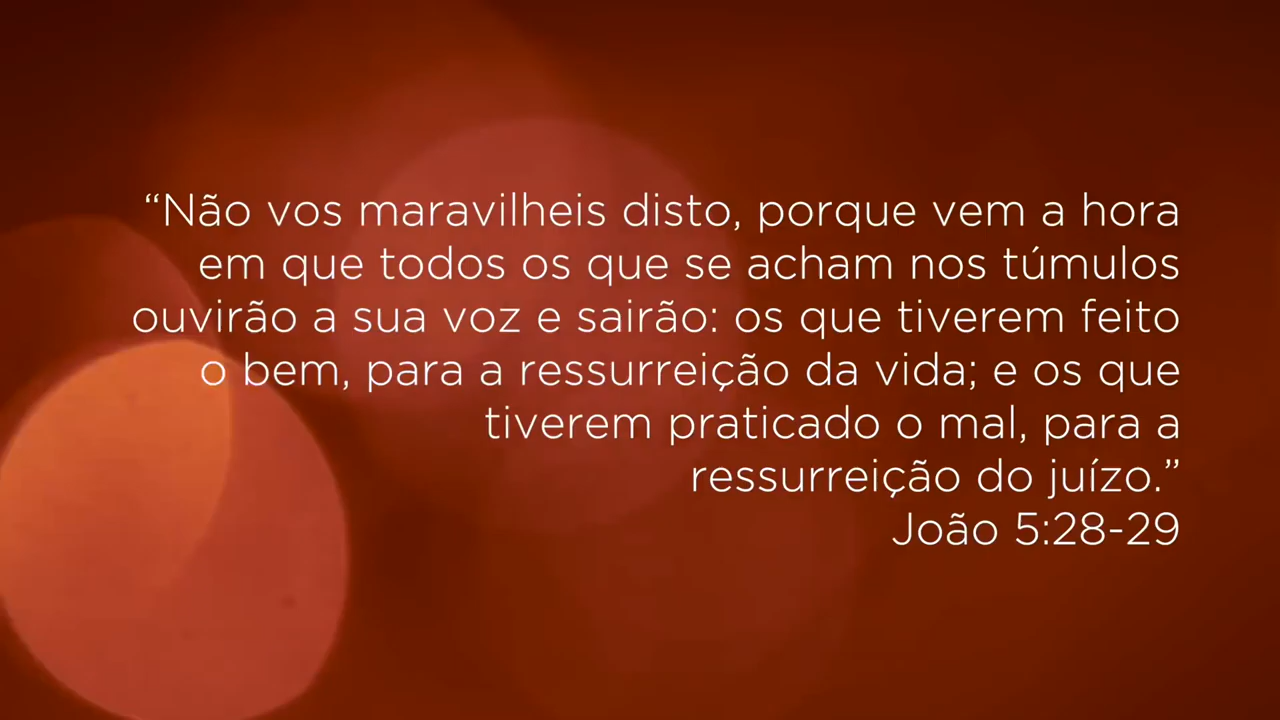 “Não vos maravilheis disto, porque vem a hora
em que todos os que se acham nos túmulos
ouvirão a sua voz e sairão: os que tiverem feito
o bem, para a ressurreição da vida; e os que
tiverem praticado o mal, para a
ressurreição do juízo.”
João 5:28-29